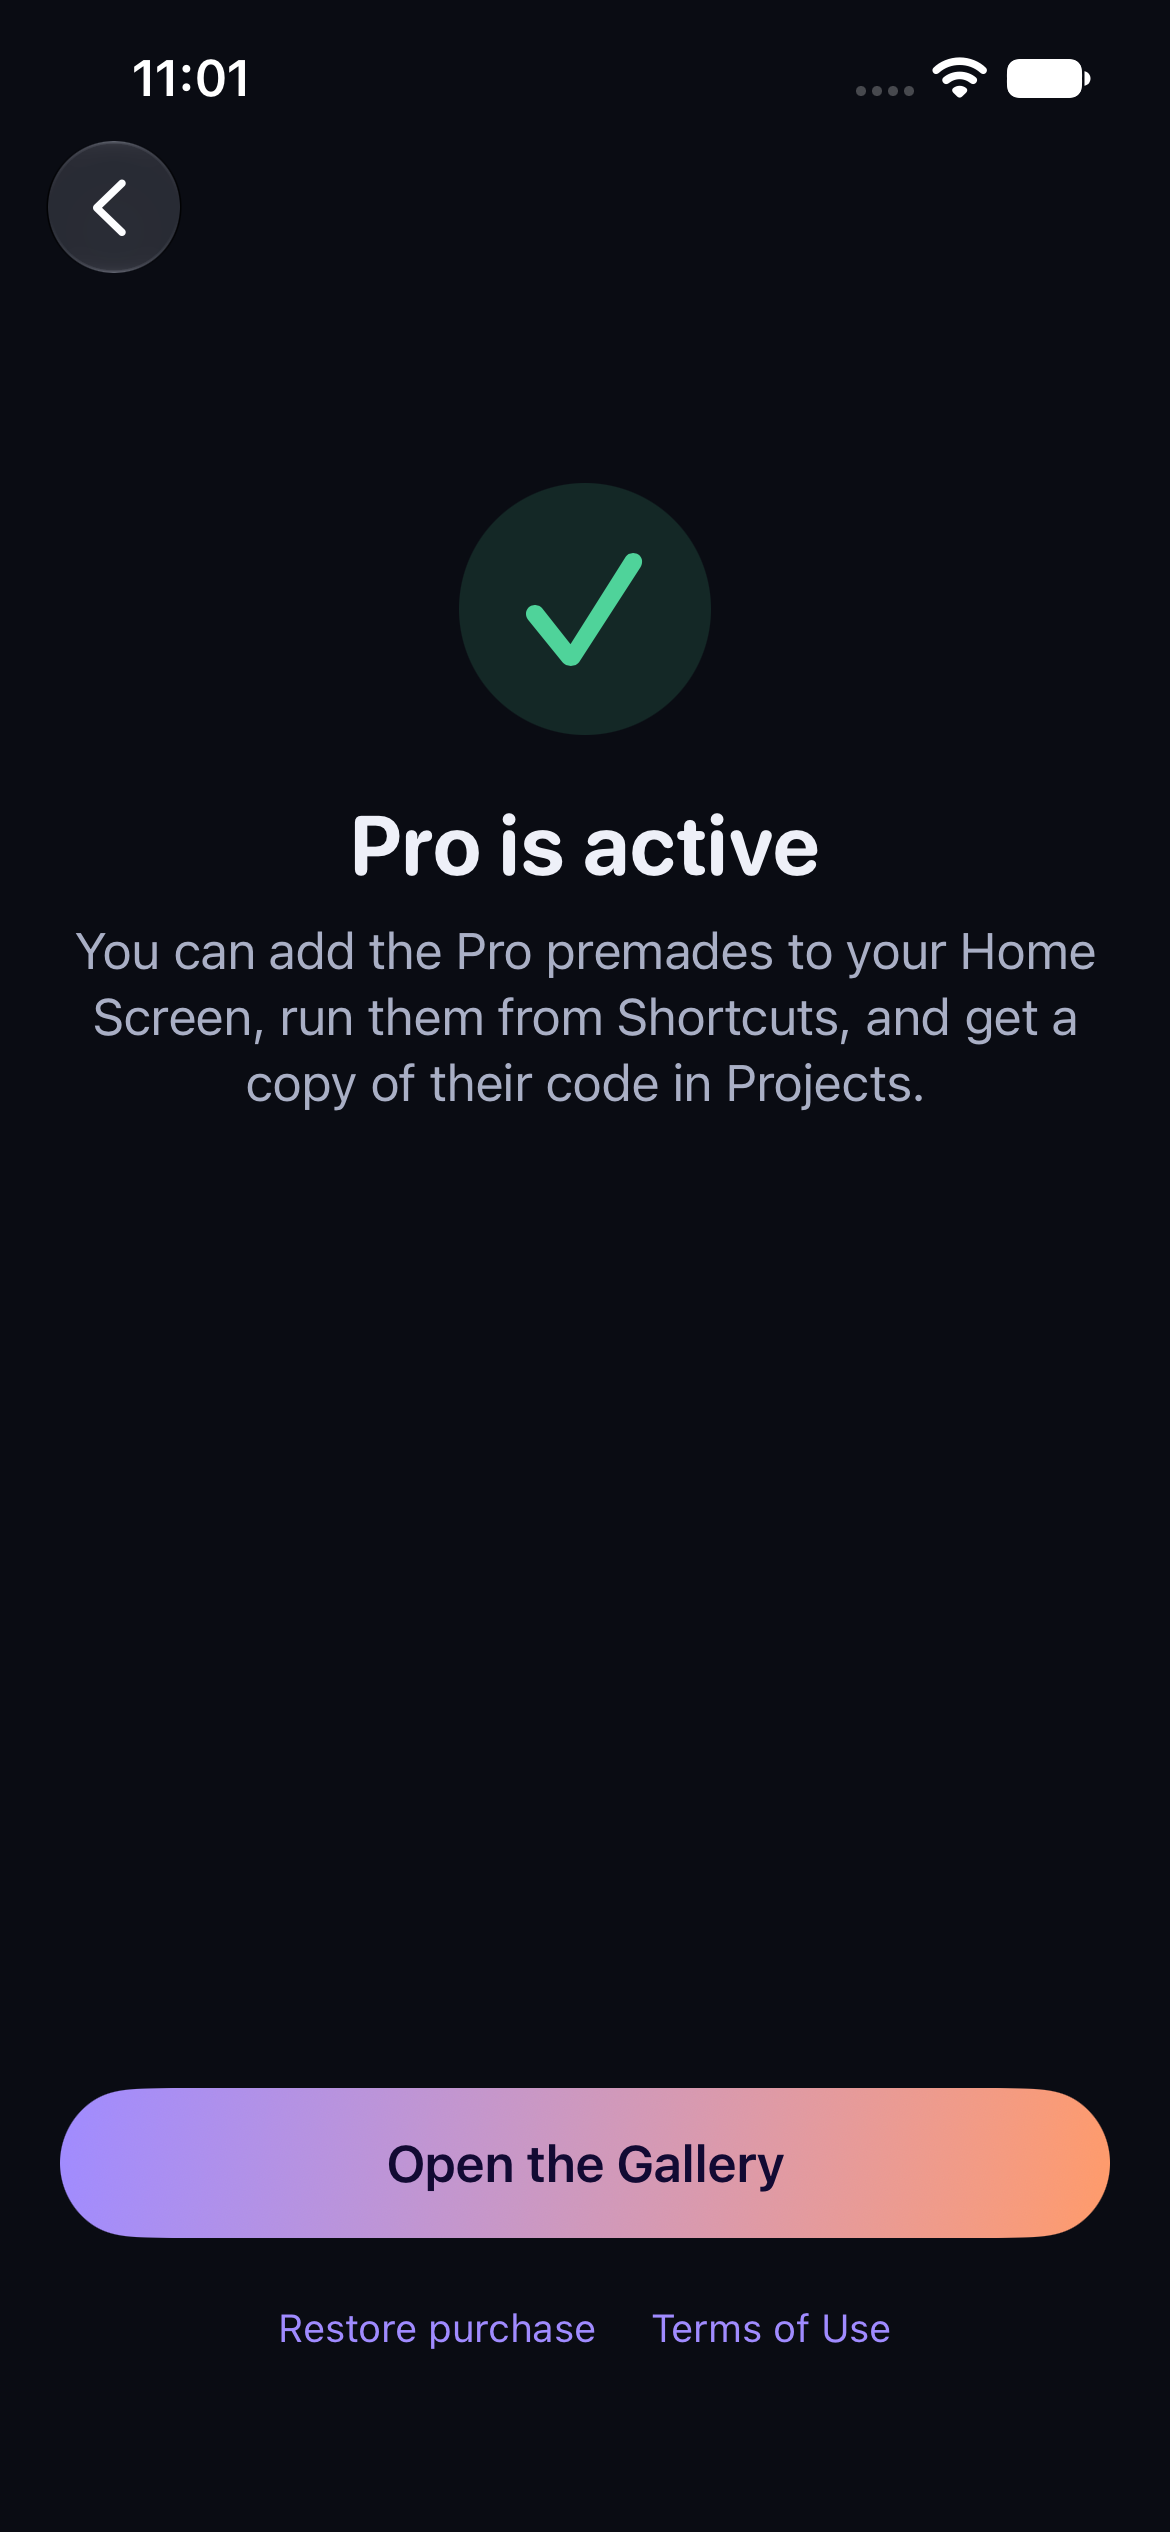 11:01
Pro is active
You can add the Pro premades to your Home
Screen, run them from Shortcuts, and get a
copy of their code in Projects.
Open the Gallery
Restore purchase
Terms of Use